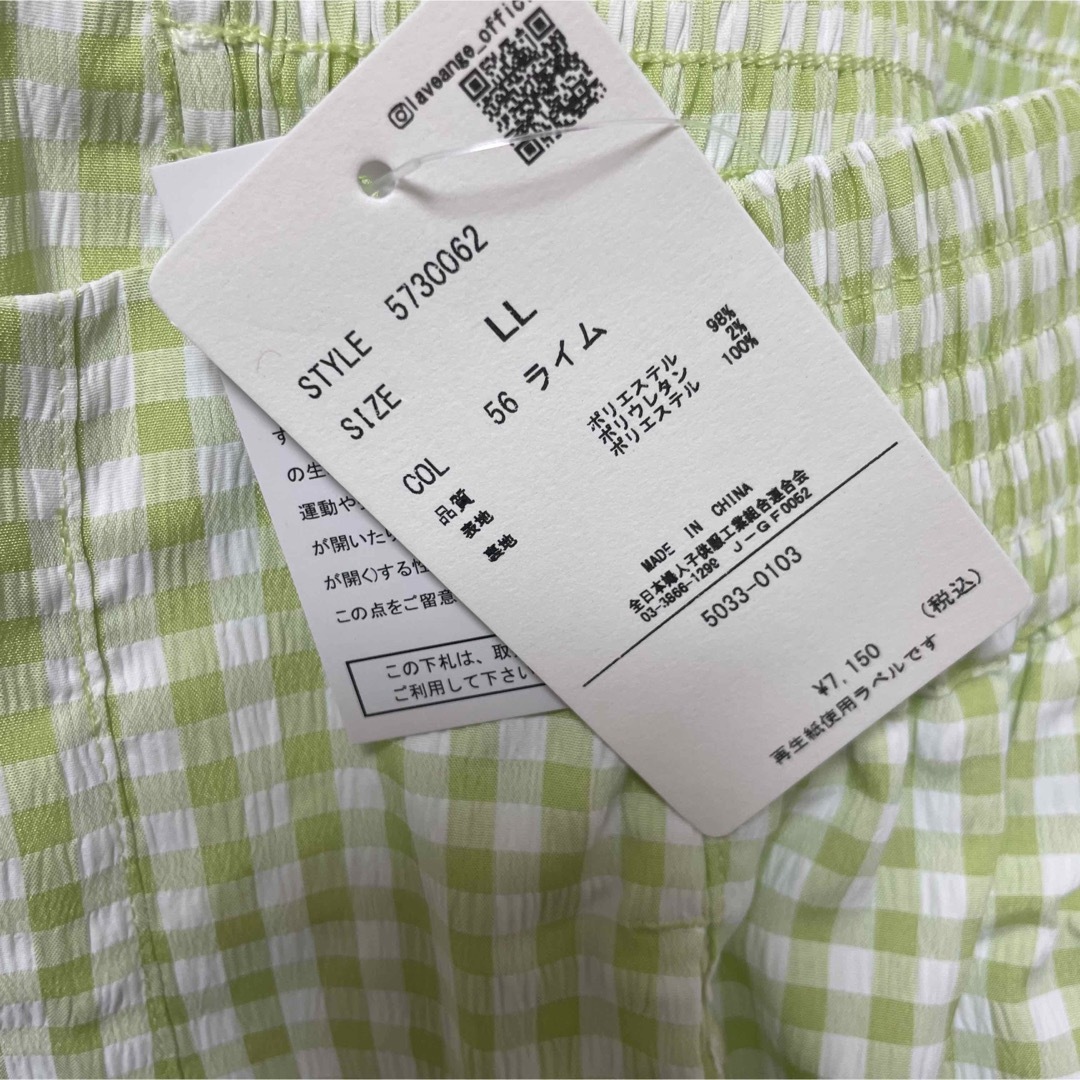 aveange_offic
STYLE 5730062
SIZE LL
COL 56 ライム
品質
表地 ポリエステル 98%
ポリウレタン 2%
裏地 ポリエステル 100%
MADE IN CHINA
全日本婦人子供服工業組合連合会
03-3866-1292 J-GF0062
5033-0103
¥7,150 (税込)
再生紙使用ラベルです
す
の生
運動や
が開いた
が開く)する性
この点をご留意
この下札は、取
ご利用して下さい